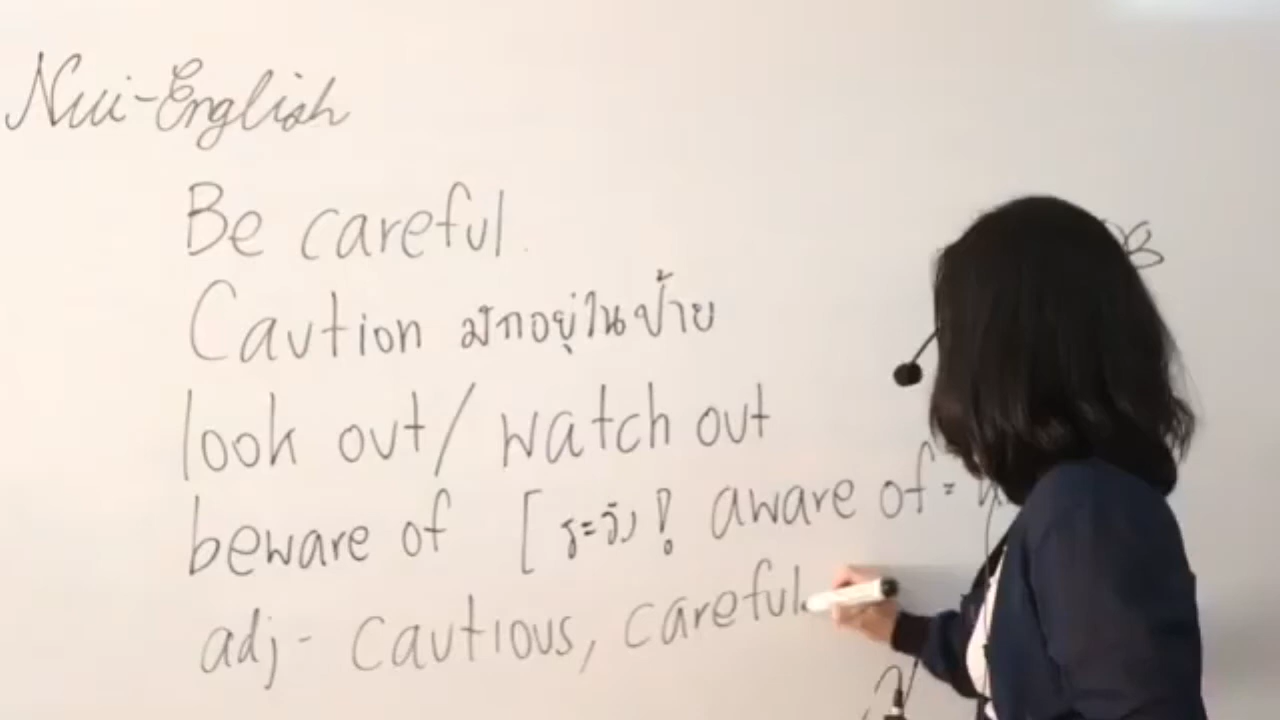 Nui-English
Be careful.
Caution มักอยู่ในป้าย
look out/ watch out
beware of [ระวัง! aware of =
adj- cautious, careful